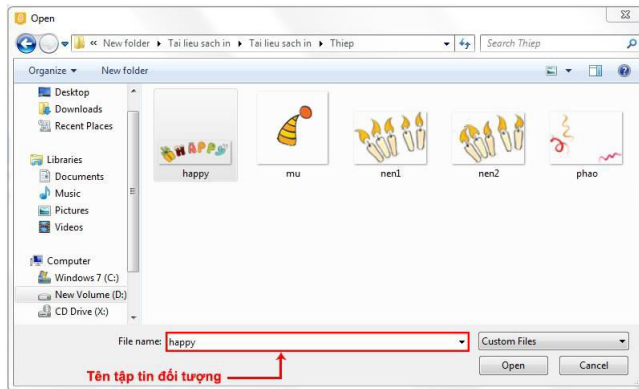 Open
« New folder ▸ Tai lieu sach in ▸ Tai lieu sach in ▸ Thiep
Search Thiep
Organize
New folder
Desktop
Downloads
Recent Places
Libraries
Documents
Music
Pictures
Videos
Computer
Windows 7 (C:)
New Volume (D:)
CD Drive (X:)
HAPPY
happy
mu
nen1
nen2
phao
File name: happy
Custom Files
Open
Cancel
Tên tập tin đối tượng